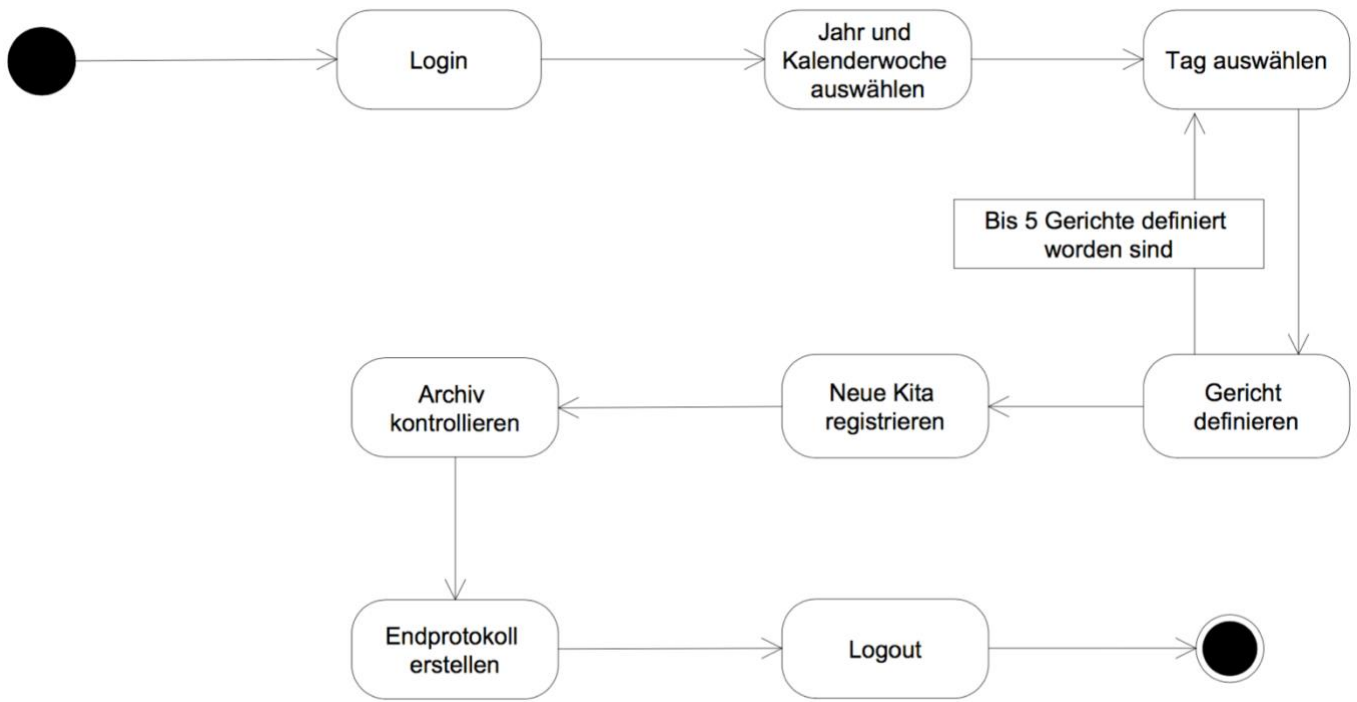 Login
Jahr und
Kalenderwoche
auswählen
Tag auswählen
Bis 5 Gerichte definiert
worden sind
Gericht
definieren
Neue Kita
registrieren
Archiv
kontrollieren
Endprotokoll
erstellen
Logout